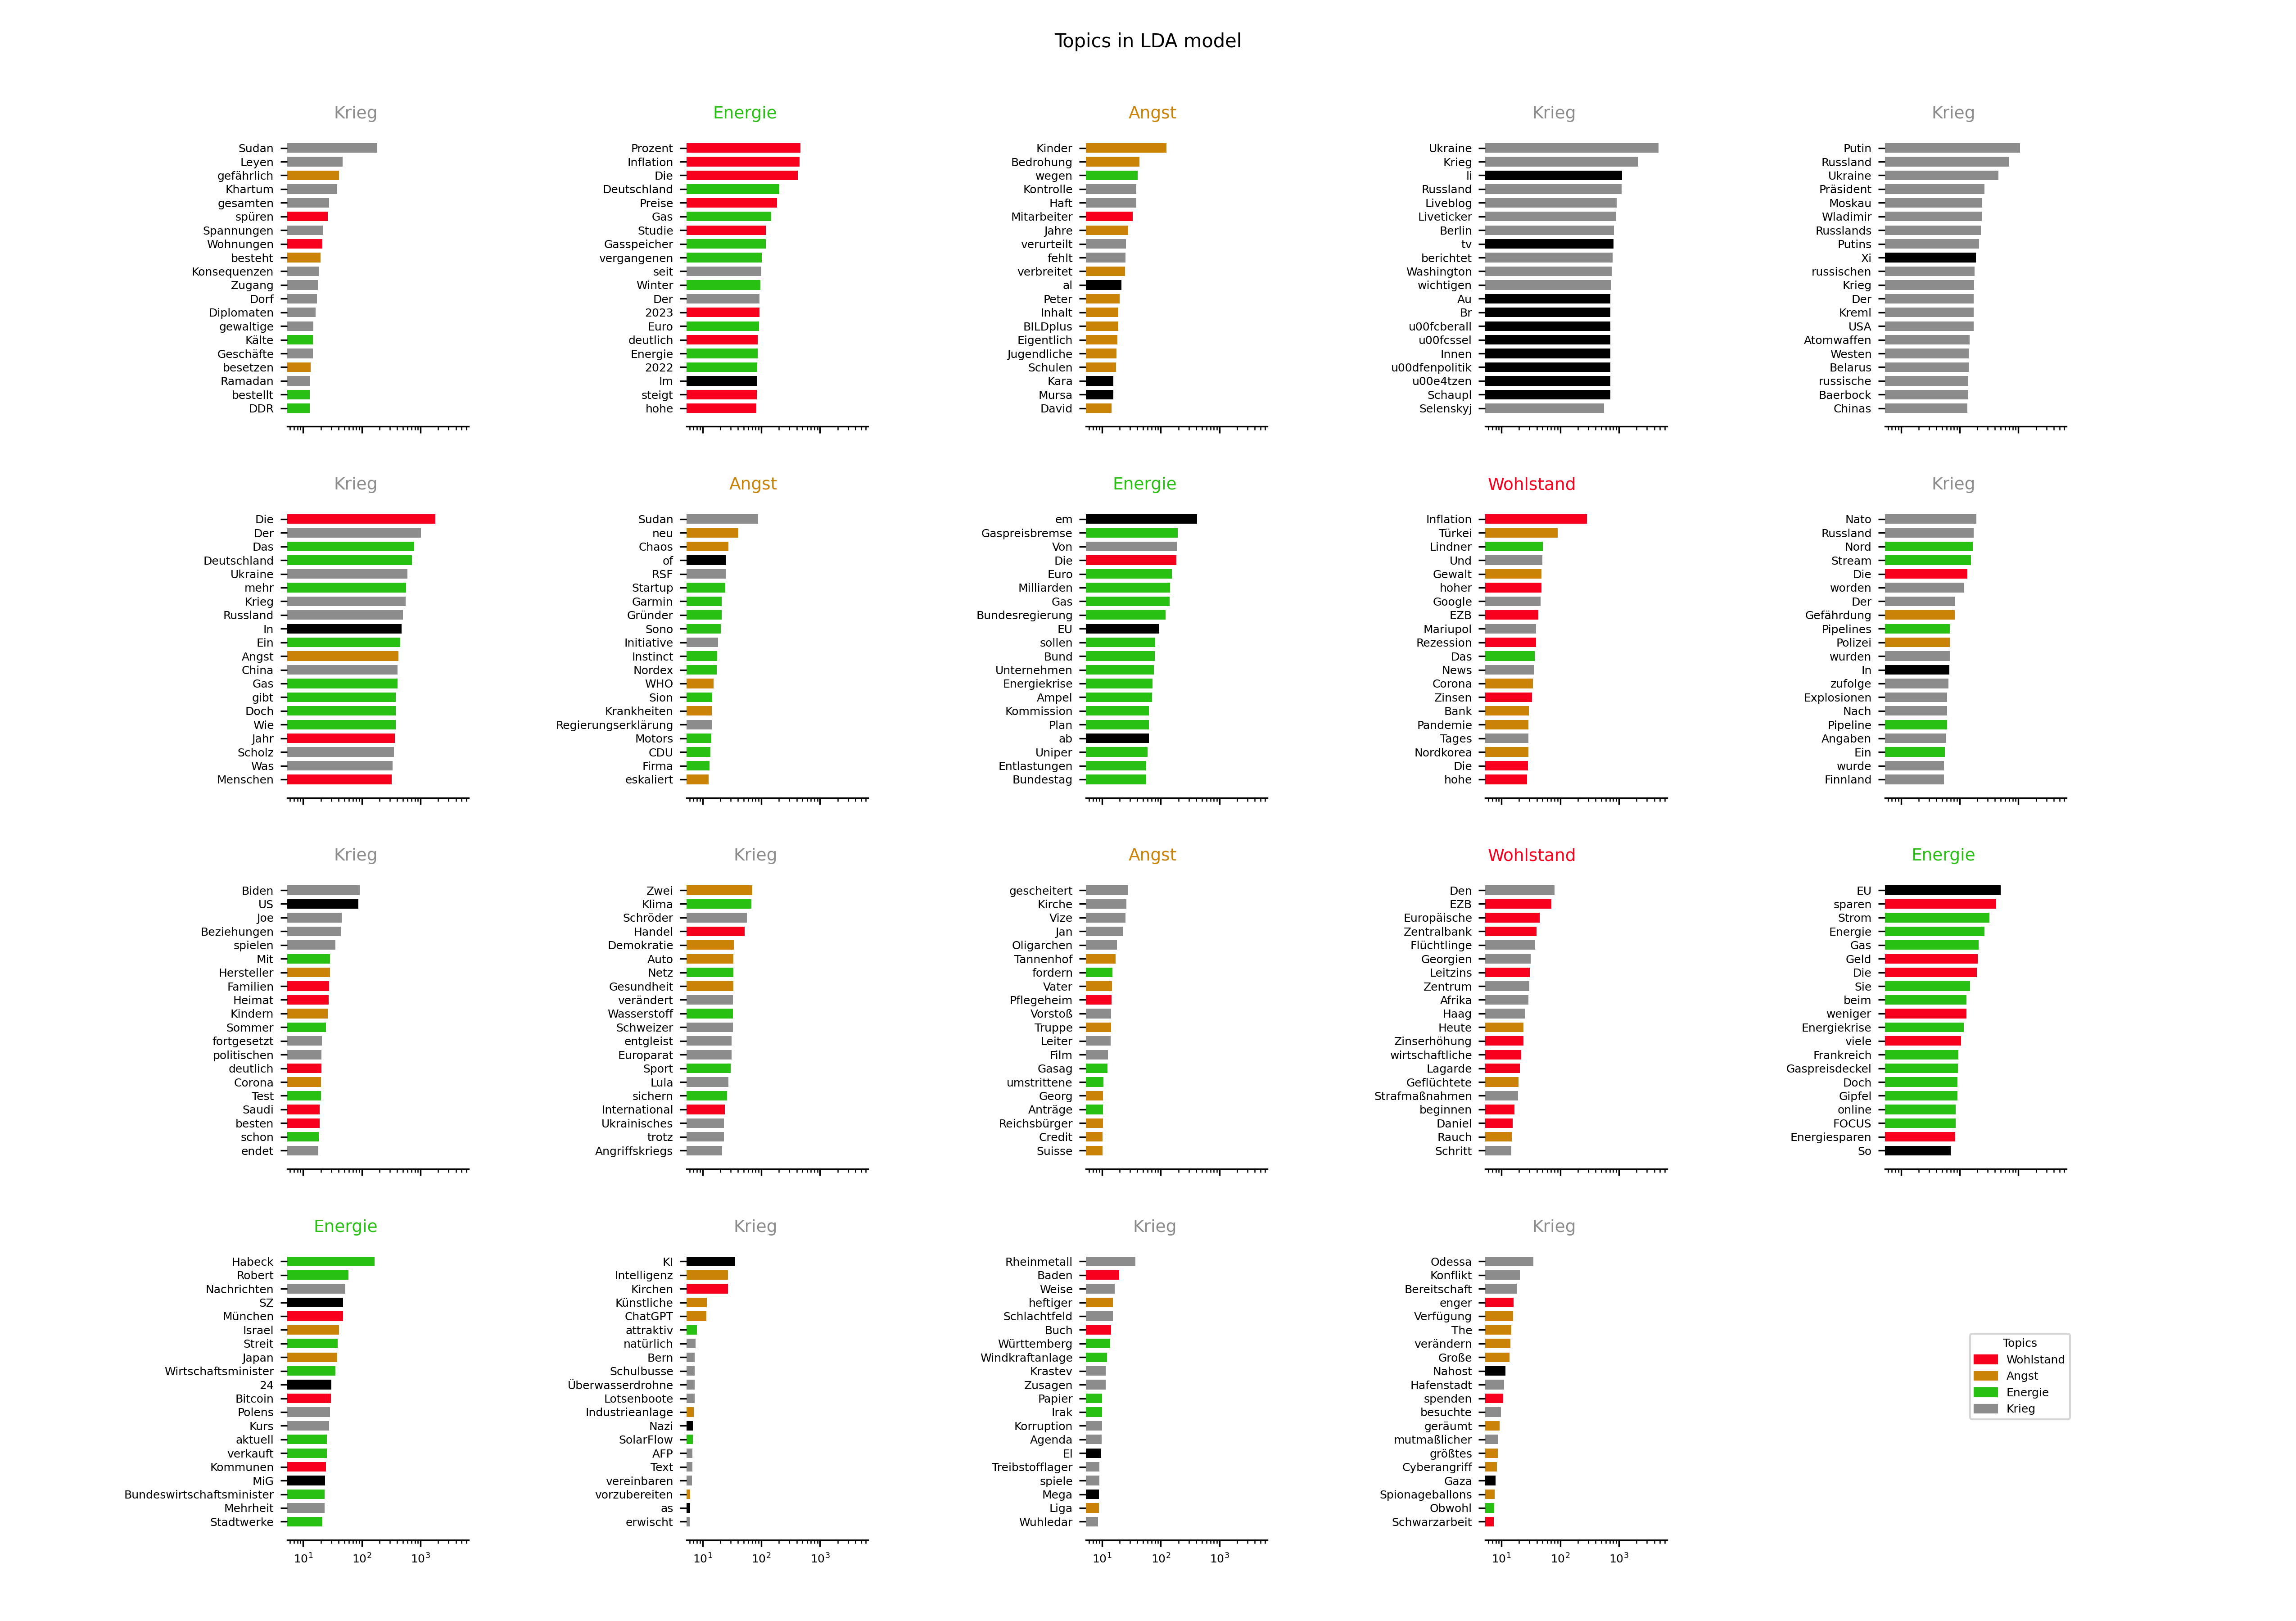 Topics in LDA model
Krieg
Sudan
Leyen
gefährlich
Khartum
gesamten
spüren
Spannungen
Wohnungen
besteht
Konsequenzen
Zugang
Dorf
Diplomaten
gewaltige
Kälte
Geschäfte
besetzen
Ramadan
bestellt
DDR
Energie
Prozent
Inflation
Die
Deutschland
Preise
Gas
Studie
Gasspeicher
vergangenen
seit
Winter
Der
2023
Euro
deutlich
Energie
2022
Im
steigt
hohe
Angst
Kinder
Bedrohung
wegen
Kontrolle
Haft
Mitarbeiter
Jahre
verurteilt
fehlt
verbreitet
al
Peter
Inhalt
BILDplus
Eigentlich
Jugendliche
Schulen
Kara
Mursa
David
Krieg
Ukraine
Krieg
li
Russland
Liveblog
Liveticker
Berlin
tv
berichtet
Washington
wichtigen
Au
Br
u00fcberall
u00fcssel
Innen
u00dfenpolitik
u00e4tzen
Schaupl
Selenskyj
Krieg
Putin
Russland
Ukraine
Präsident
Moskau
Wladimir
Russlands
Putins
Xi
russischen
Krieg
Der
Kreml
USA
Atomwaffen
Westen
Belarus
russische
Baerbock
Chinas
Krieg
Die
Der
Das
Deutschland
Ukraine
mehr
Krieg
Russland
In
Ein
Angst
China
Gas
gibt
Doch
Wie
Jahr
Scholz
Was
Menschen
Angst
Sudan
neu
Chaos
of
RSF
Startup
Garmin
Gründer
Sono
Initiative
Instinct
Nordex
WHO
Sion
Krankheiten
Regierungserklärung
Motors
CDU
Firma
eskaliert
Energie
em
Gaspreisbremse
Von
Die
Euro
Milliarden
Gas
Bundesregierung
EU
sollen
Bund
Unternehmen
Energiekrise
Ampel
Kommission
Plan
ab
Uniper
Entlastungen
Bundestag
Wohlstand
Inflation
Türkei
Lindner
Und
Gewalt
hoher
Google
EZB
Mariupol
Rezession
Das
News
Corona
Zinsen
Bank
Pandemie
Tages
Nordkorea
Die
hohe
Krieg
Nato
Russland
Nord
Stream
Die
worden
Der
Gefährdung
Pipelines
Polizei
wurden
In
zufolge
Explosionen
Nach
Pipeline
Angaben
Ein
wurde
Finnland
Krieg
Biden
US
Joe
Beziehungen
spielen
Mit
Hersteller
Familien
Heimat
Kindern
Sommer
fortgesetzt
politischen
deutlich
Corona
Test
Saudi
besten
schon
endet
Krieg
Zwei
Klima
Schröder
Handel
Demokratie
Auto
Netz
Gesundheit
verändert
Wasserstoff
Schweizer
entgleist
Europarat
Sport
Lula
sichern
International
Ukrainisches
trotz
Angriffskriegs
Angst
gescheitert
Kirche
Vize
Jan
Oligarchen
Tannenhof
fordern
Vater
Pflegeheim
Vorstoß
Truppe
Leiter
Film
Gasag
umstrittene
Georg
Anträge
Reichsbürger
Credit
Suisse
Wohlstand
Den
EZB
Europäische
Zentralbank
Flüchtlinge
Georgien
Leitzins
Zentrum
Afrika
Haag
Heute
Zinserhöhung
wirtschaftliche
Lagarde
Geflüchtete
Strafmaßnahmen
beginnen
Daniel
Rauch
Schritt
Energie
EU
sparen
Strom
Energie
Gas
Geld
Die
Sie
beim
weniger
Energiekrise
viele
Frankreich
Gaspreisdeckel
Doch
Gipfel
online
FOCUS
Energiesparen
So
Energie
Habeck
Robert
Nachrichten
SZ
München
Israel
Streit
Japan
Wirtschaftsminister
24
Bitcoin
Polens
Kurs
aktuell
verkauft
Kommunen
MiG
Bundeswirtschaftsminister
Mehrheit
Stadtwerke
10¹ 10² 10³
Krieg
KI
Intelligenz
Kirchen
Künstliche
ChatGPT
attraktiv
natürlich
Bern
Schulbusse
Überwasserdrohne
Lotsenboote
Industrieanlage
Nazi
SolarFlow
AFP
Text
vereinbaren
vorzubereiten
as
erwischt
10¹ 10² 10³
Krieg
Rheinmetall
Baden
Weise
heftiger
Schlachtfeld
Buch
Württemberg
Windkraftanlage
Krastev
Zusagen
Papier
Irak
Korruption
Agenda
El
Treibstofflager
spiele
Mega
Liga
Wuhledar
10¹ 10² 10³
Krieg
Odessa
Konflikt
Bereitschaft
enger
Verfügung
The
verändern
Große
Nahost
Hafenstadt
spenden
besuchte
geräumt
mutmaßlicher
größtes
Cyberangriff
Gaza
Spionageballons
Obwohl
Schwarzarbeit
10¹ 10² 10³
Topics
Wohlstand
Angst
Energie
Krieg